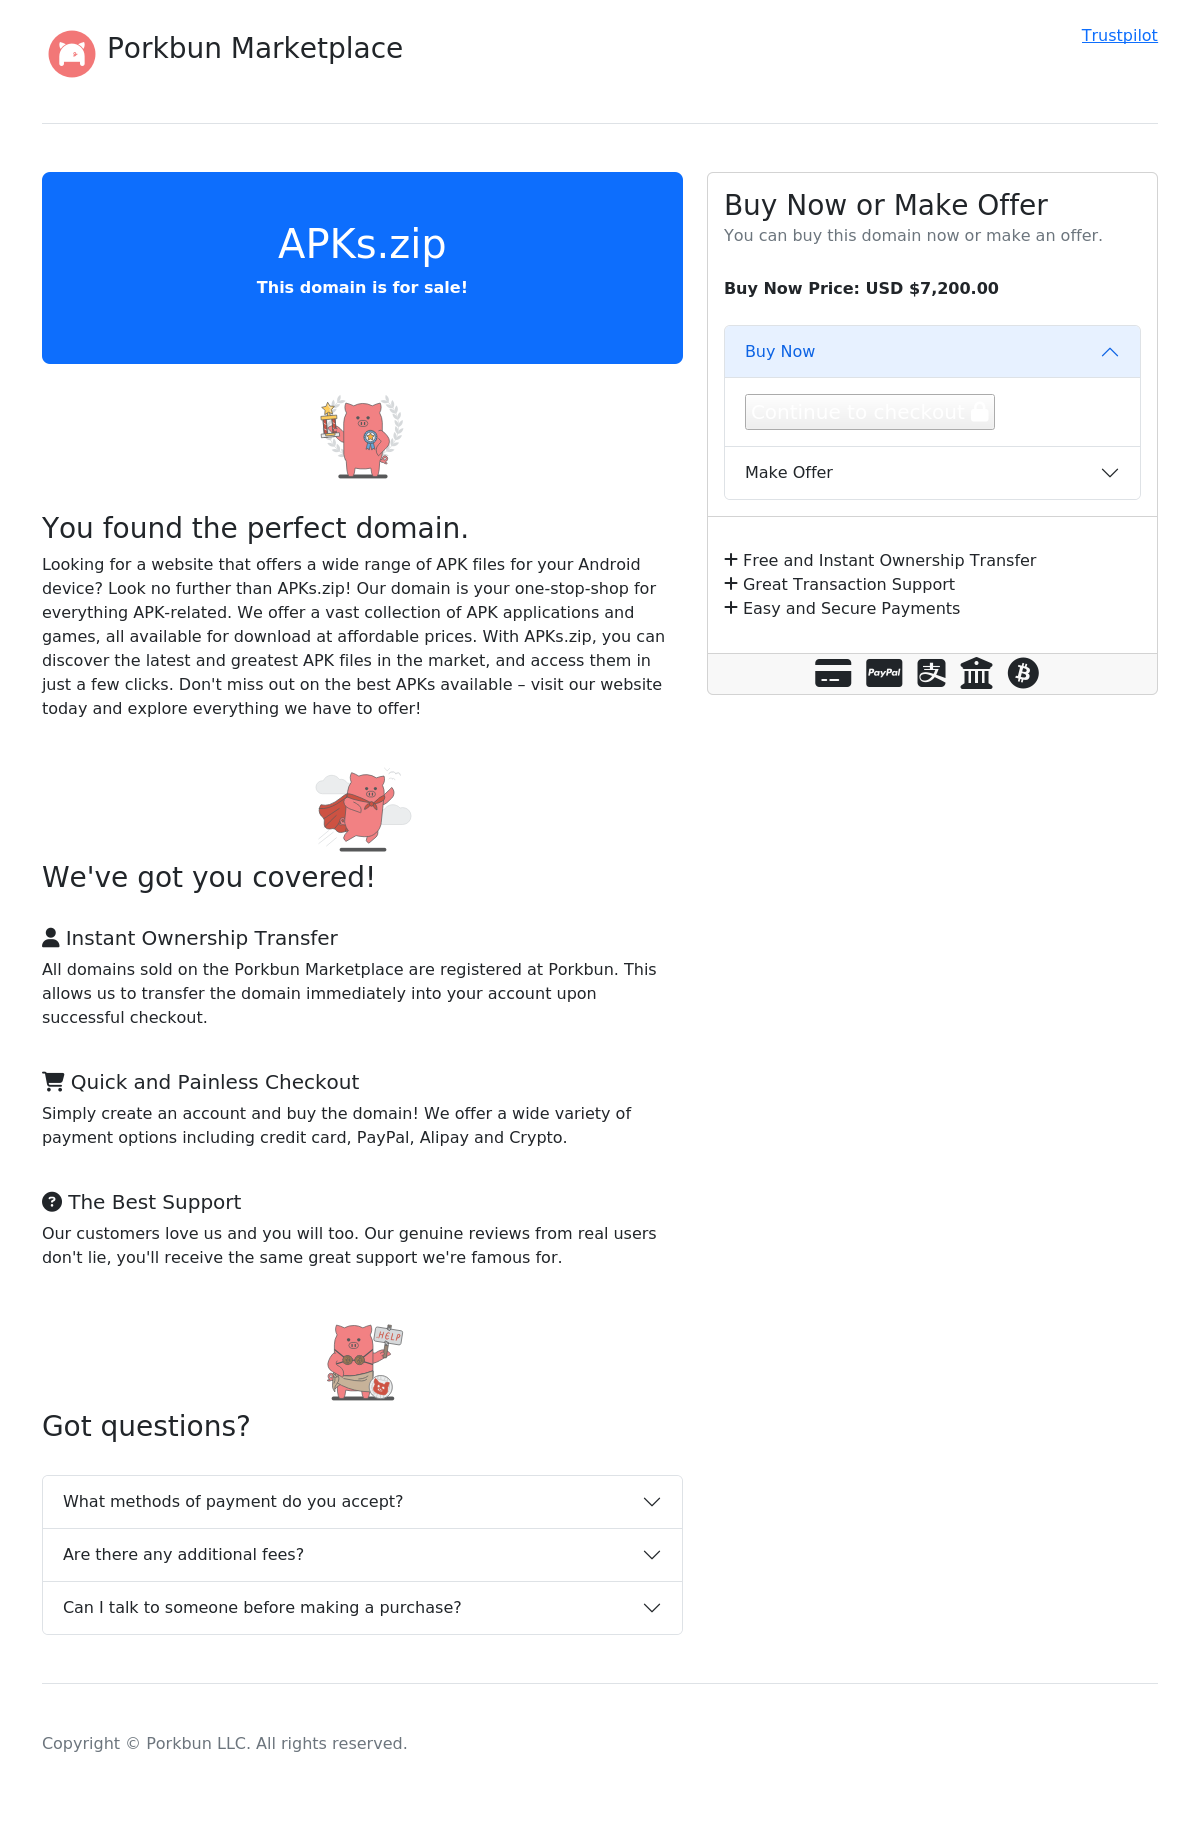 Porkbun Marketplace
Trustpilot
APKs.zip
This domain is for sale!
You found the perfect domain.
Looking for a website that offers a wide range of APK files for your Android
device? Look no further than APKs.zip! Our domain is your one-stop-shop for
everything APK-related. We offer a vast collection of APK applications and
games, all available for download at affordable prices. With APKs.zip, you can
discover the latest and greatest APK files in the market, and access them in
just a few clicks. Don't miss out on the best APKs available – visit our website
today and explore everything we have to offer!
We've got you covered!
Instant Ownership Transfer
All domains sold on the Porkbun Marketplace are registered at Porkbun. This
allows us to transfer the domain immediately into your account upon
successful checkout.
Quick and Painless Checkout
Simply create an account and buy the domain! We offer a wide variety of
payment options including credit card, PayPal, Alipay and Crypto.
The Best Support
Our customers love us and you will too. Our genuine reviews from real users
don't lie, you'll receive the same great support we're famous for.
HELP
Got questions?
What methods of payment do you accept?
Are there any additional fees?
Can I talk to someone before making a purchase?
Buy Now or Make Offer
You can buy this domain now or make an offer.
Buy Now Price: USD $7,200.00
Buy Now
Continue to checkout
Make Offer
Free and Instant Ownership Transfer
Great Transaction Support
Easy and Secure Payments
PayPal
支
Copyright © Porkbun LLC. All rights reserved.